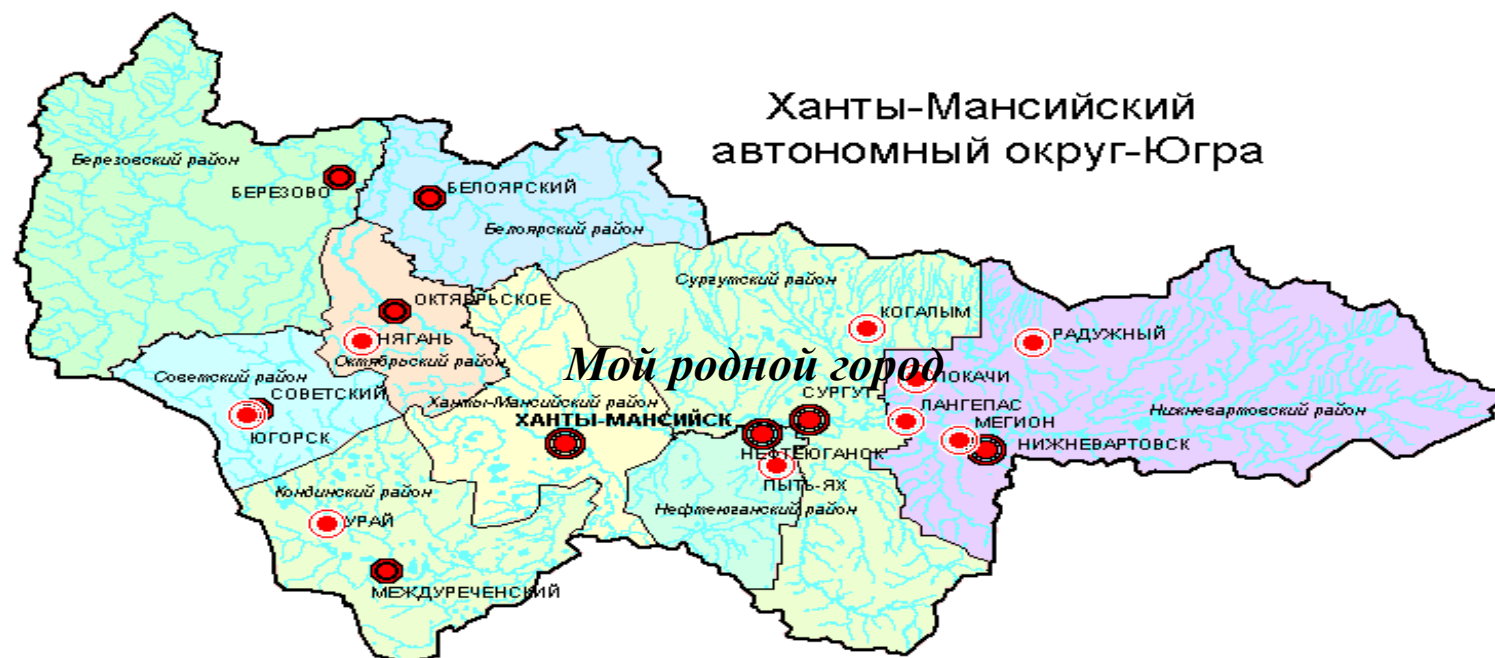 Ханты-Мансийский
автономный округ-Югра
Березовский район
БЕРЕЗОВО
БЕЛОЯРСКИЙ
Белоярский район
Сургутский район
ОКТЯБРЬСКОЕ
КОГАЛЫМ
НЯГАНЬ
РАДУЖНЫЙ
Октябрьский район
Мой родной город
Советский район
ПОКАЧИ
СОВЕТСКИЙ
Ханты-Мансийский район
СУРГУТ
ЛАНГЕПАС
Нижневартовский район
ХАНТЫ-МАНСИЙСК
МЕГИОН
ЮГОРСК
НИЖНЕВАРТОВСК
НЕФТЕЮГАНСК
ПЫТЬ-ЯХ
Кондинский район
Нефтеюганский район
УРАЙ
МЕЖДУРЕЧЕНСКИЙ